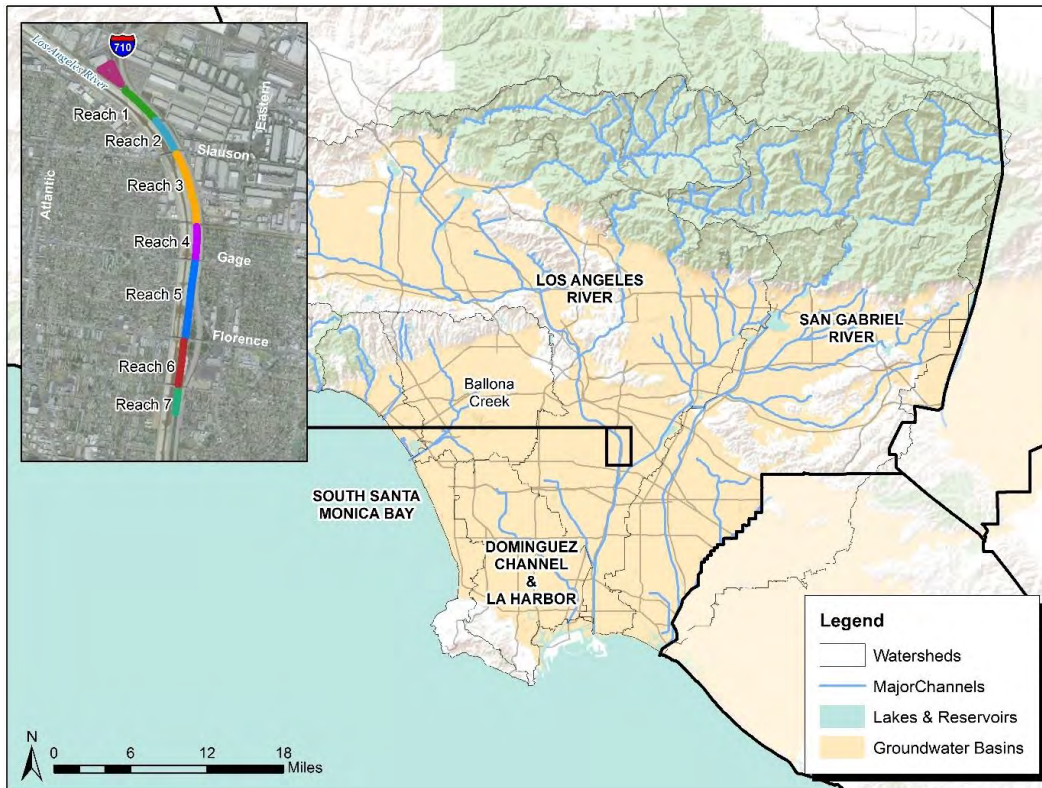 710
Los Angeles River
Reach 1
Eastern
Reach 2
Slauson
Reach 3
Atlantic
Reach 4
Gage
Reach 5
Florence
Reach 6
Reach 7
LOS ANGELES
RIVER
SAN GABRIEL
RIVER
Ballona
Creek
SOUTH SANTA
MONICA BAY
DOMINGUEZ
CHANNEL
&
LA HARBOR
Legend
Watersheds
MajorChannels
Lakes & Reservoirs
Groundwater Basins
N
0 6 12 18
Miles